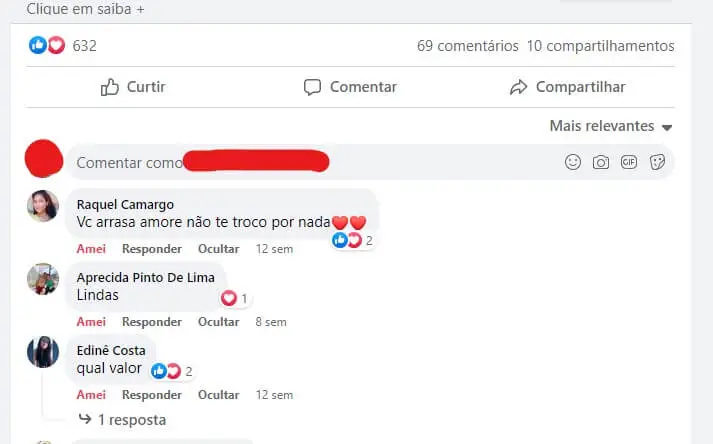 Clique em saiba +
632
69 comentários 10 compartilhamentos
Curtir Comentar Compartilhar
Mais relevantes
Comentar como
GIF
Raquel Camargo
Vc arrasa amore não te troco por nada❤️❤️
2
Amei Responder Ocultar 12 sem
Aprecida Pinto De Lima
Lindas
1
Amei Responder Ocultar 8 sem
Edinê Costa
qual valor
2
Amei Responder Ocultar 12 sem
1 resposta